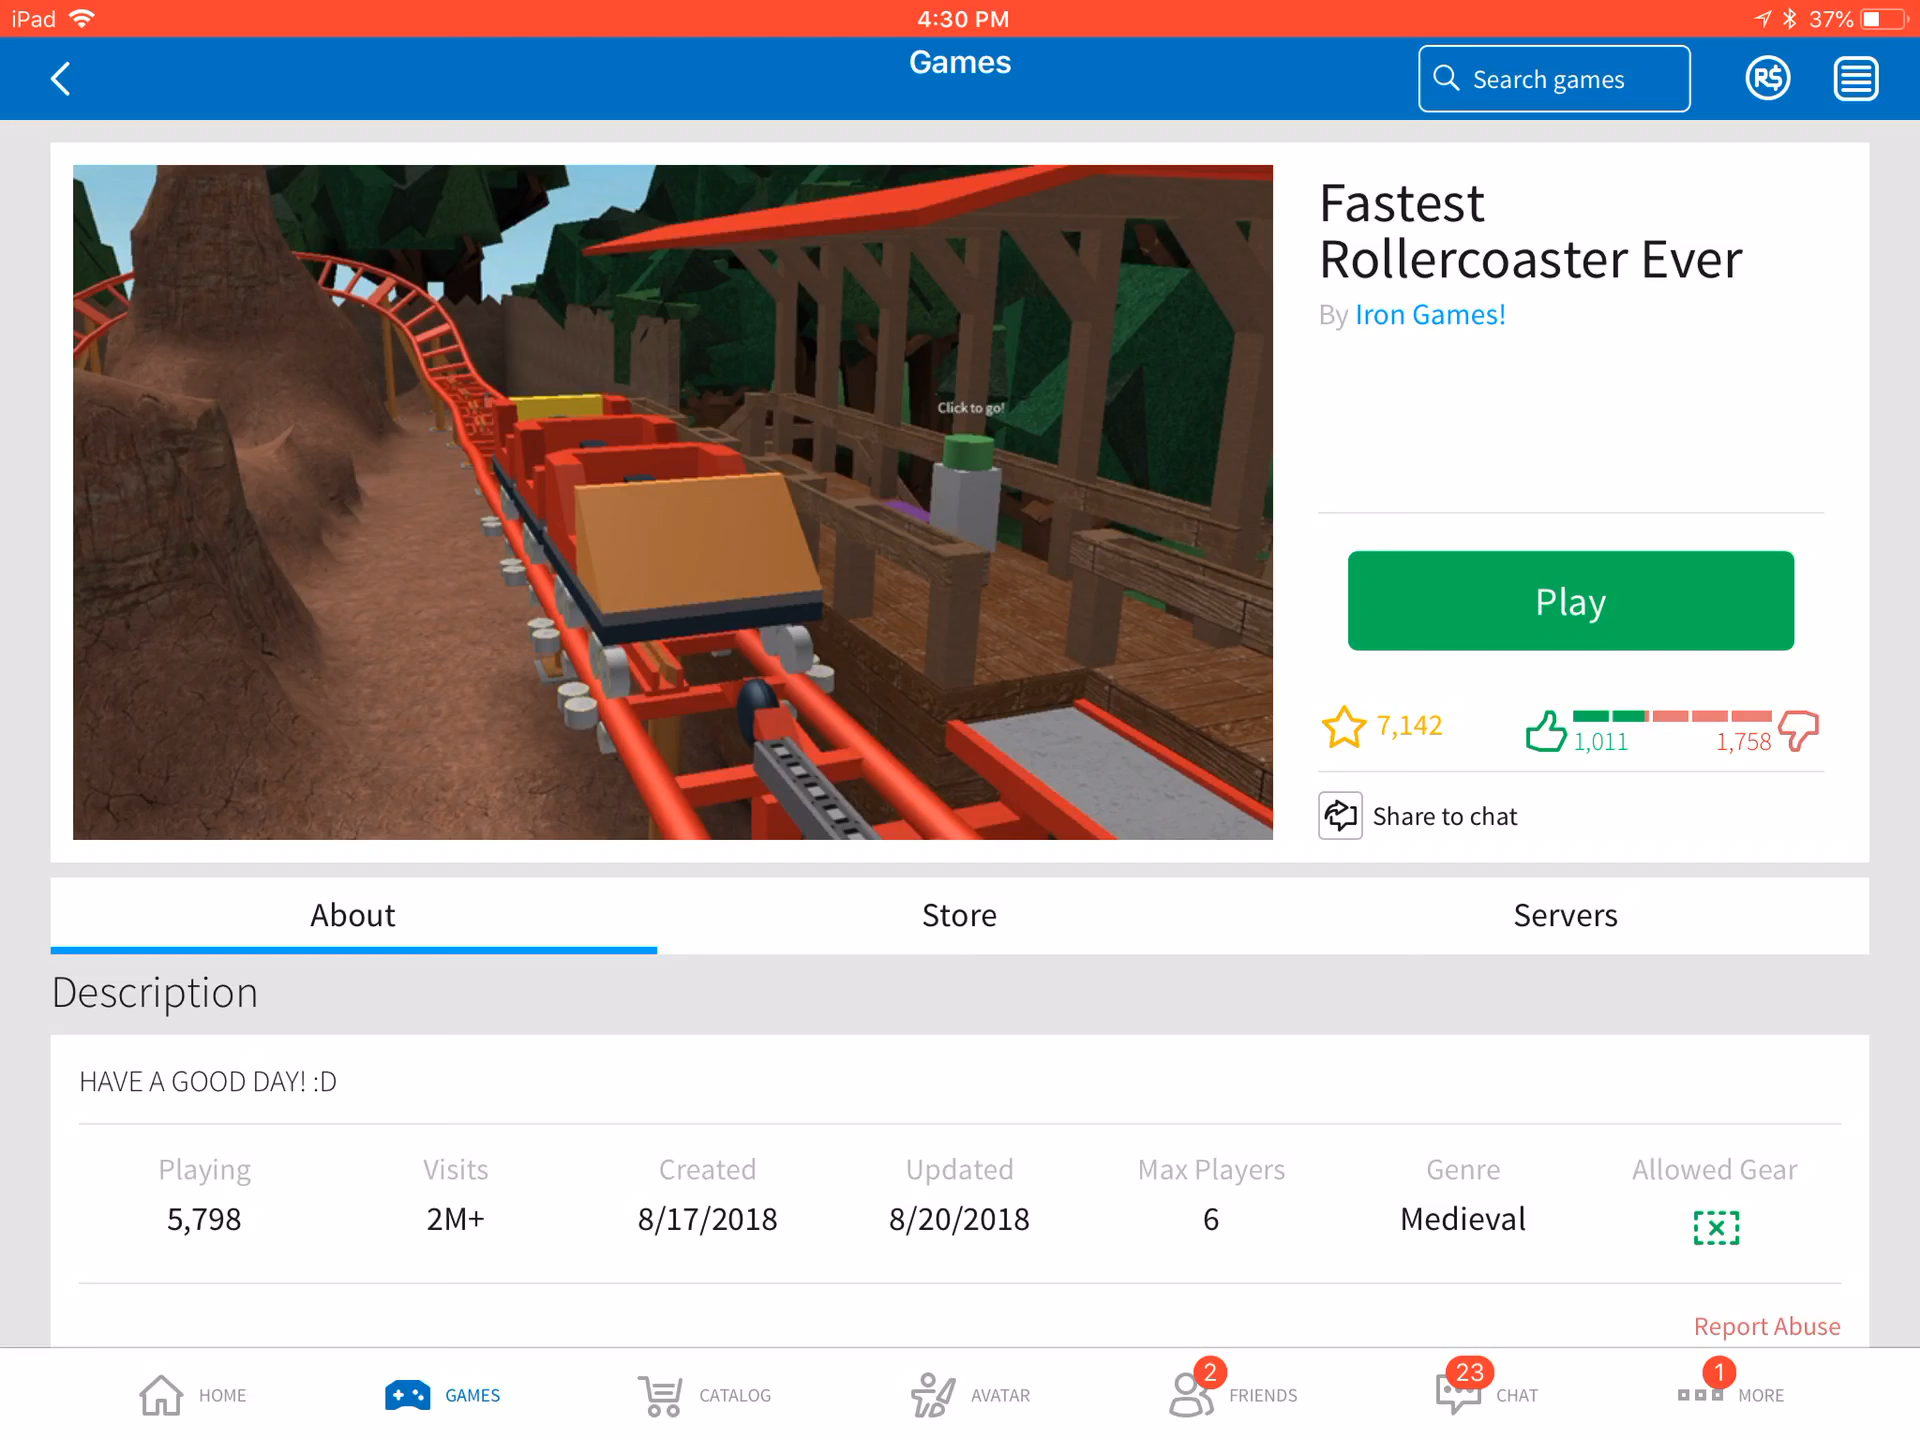 iPad
4:30 PM
37%
Games
Search games
R$
Click to go!
Fastest
Rollercoaster Ever
By Iron Games!
Play
7,142
1,011
1,758
Share to chat
About
Store
Servers
Description
HAVE A GOOD DAY! :D
Playing
Visits
Created
Updated
Max Players
Genre
Allowed Gear
5,798
2M+
8/17/2018
8/20/2018
6
Medieval
Report Abuse
HOME
GAMES
CATALOG
AVATAR
2
FRIENDS
23
CHAT
1
MORE